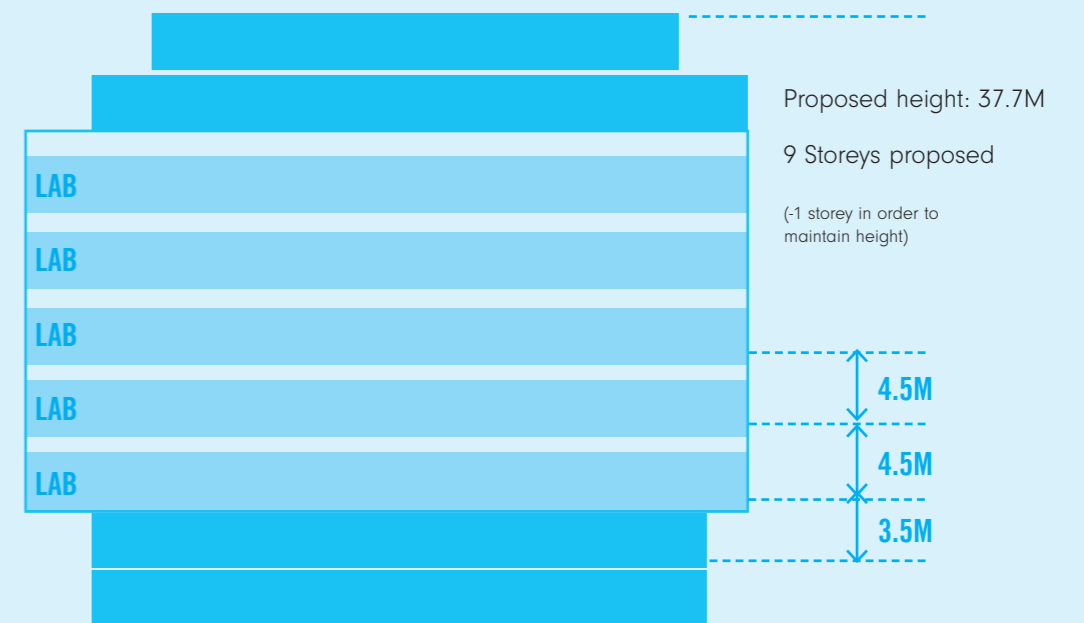 Proposed height: 37.7M
9 Storeys proposed
(-1 storey in order to
maintain height)
LAB
LAB
LAB
LAB
LAB
4.5M
4.5M
3.5M